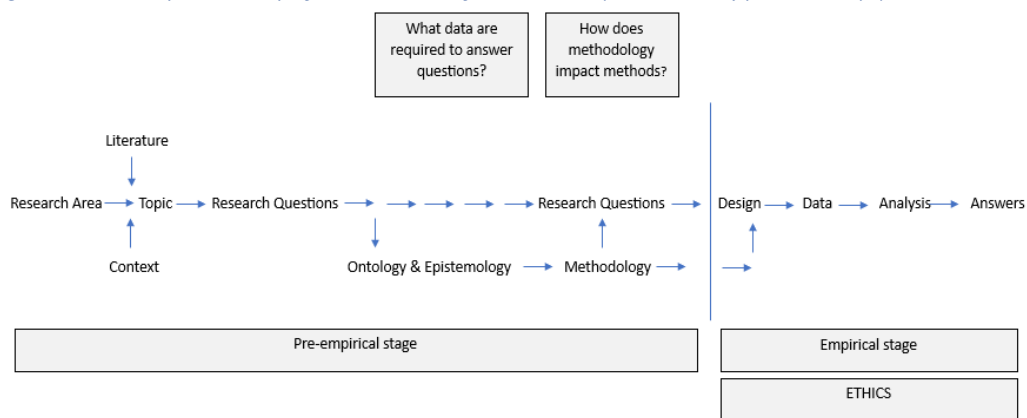 What data are
required to answer
questions?
How does
methodology
impact methods?
Literature
Research Area
Topic
Research Questions
Research Questions
Design
Data
Analysis
Answers
Context
Ontology & Epistemology
Methodology
Pre-empirical stage
Empirical stage
ETHICS